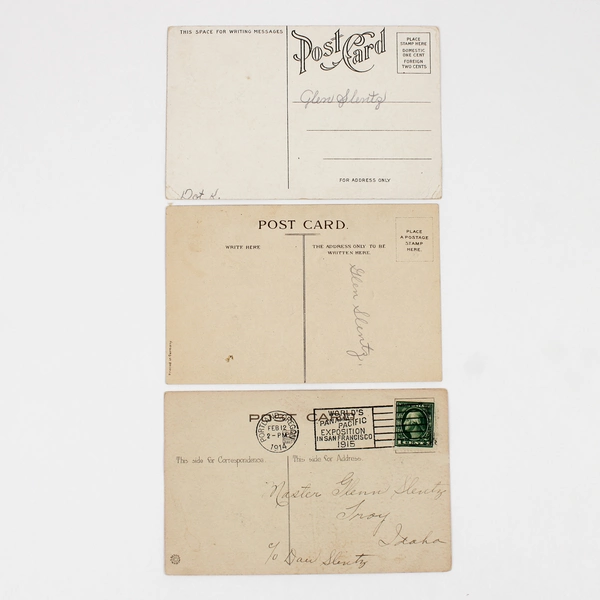 THIS SPACE FOR WRITING MESSAGES
Post Card
PLACE
STAMP HERE
DOMESTIC
ONE CENT
FOREIGN
TWO CENTS.
Glen Slentz
FOR ADDRESS ONLY
POST CARD.
WRITE HERE
THE ADDRESS ONLY TO BE
WRITTEN HERE.
PLACE
A POSTAGE
STAMP
HERE.
Glen Slentz,
POST CARD
FEB 12
2-PM
1914
WORLD'S
PANAMA PACIFIC
EXPOSITION
IN SAN FRANCISCO
1915
This side for Correspondence.
This side for Address.
Master Glenn Slentz
Troy
Idaho
c/o Dan Slentz